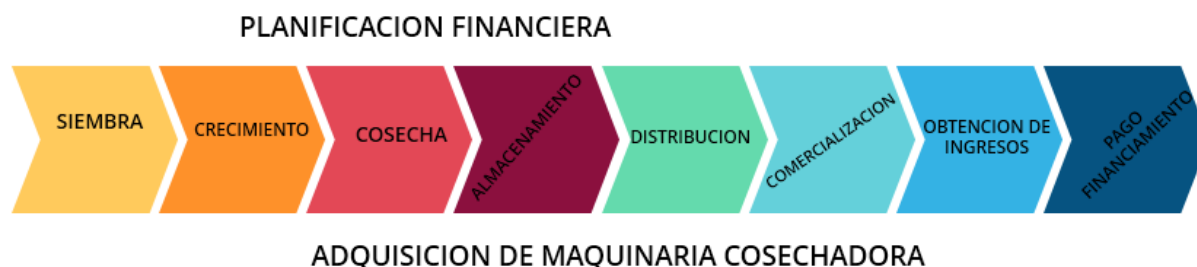 PLANIFICACION FINANCIERA
SIEMBRA
CRECIMIENTO
COSECHA
ALMACENAMIENTO
DISTRIBUCION
COMERCIALIZACION
OBTENCION DE
INGRESOS
PAGO
FINANCIAMIENTO
ADQUISICION DE MAQUINARIA COSECHADORA